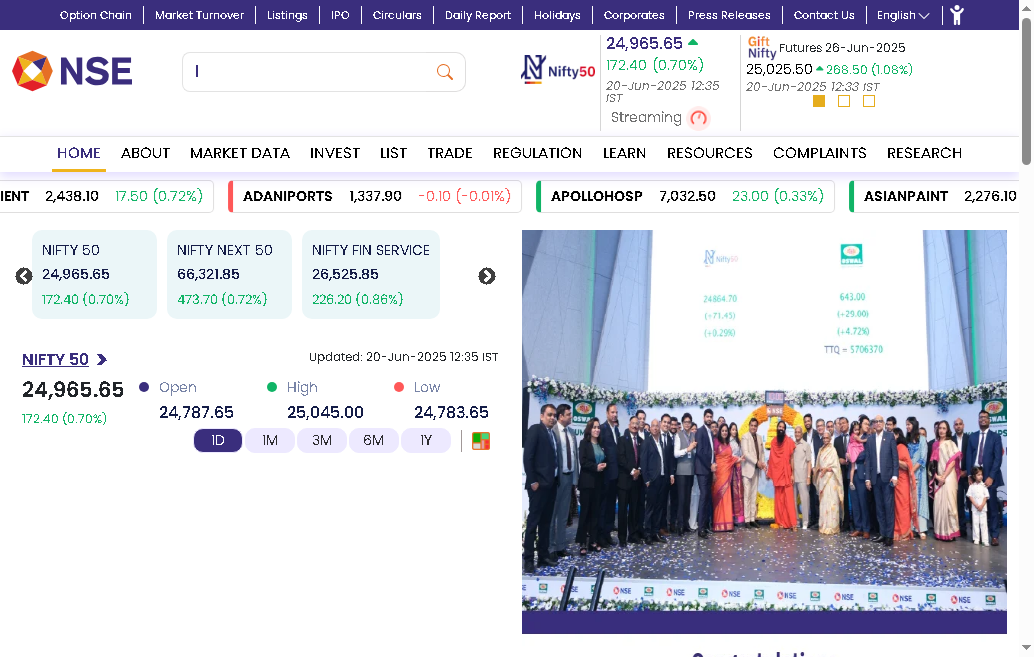 Option Chain Market Turnover Listings IPO Circulars Daily Report Holidays Corporates Press Releases Contact Us English
NSE
I
Nifty50
24,965.65
172.40 (0.70%)
20-Jun-2025 12:35
IST
Streaming
Gift
Nifty Futures 26-Jun-2025
25,025.50 268.50 (1.08%)
20-Jun-2025 12:33 IST
HOME ABOUT MARKET DATA INVEST LIST TRADE REGULATION LEARN RESOURCES COMPLAINTS RESEARCH
IENT 2,438.10 17.50 (0.72%) ADANIPORTS 1,337.90 -0.10 (-0.01%) APOLLOHOSP 7,032.50 23.00 (0.33%) ASIANPAINT 2,276.10
NIFTY 50
24,965.65
172.40 (0.70%)
NIFTY NEXT 50
66,321.85
473.70 (0.72%)
NIFTY FIN SERVICE
26,525.85
226.20 (0.86%)
NIFTY 50
Updated: 20-Jun-2025 12:35 IST
24,965.65
172.40 (0.70%)
Open
24,787.65
High
25,045.00
Low
24,783.65
1D 1M 3M 6M 1Y
Nifty50
24864.70
(+71.45)
(+0.29%)
OSWAL
643.00
(+29.00)
(+4.72%)
TTQ = 5706370
NSE
OSWAL
OSWAL
NSE NSE NSE NSE NSE